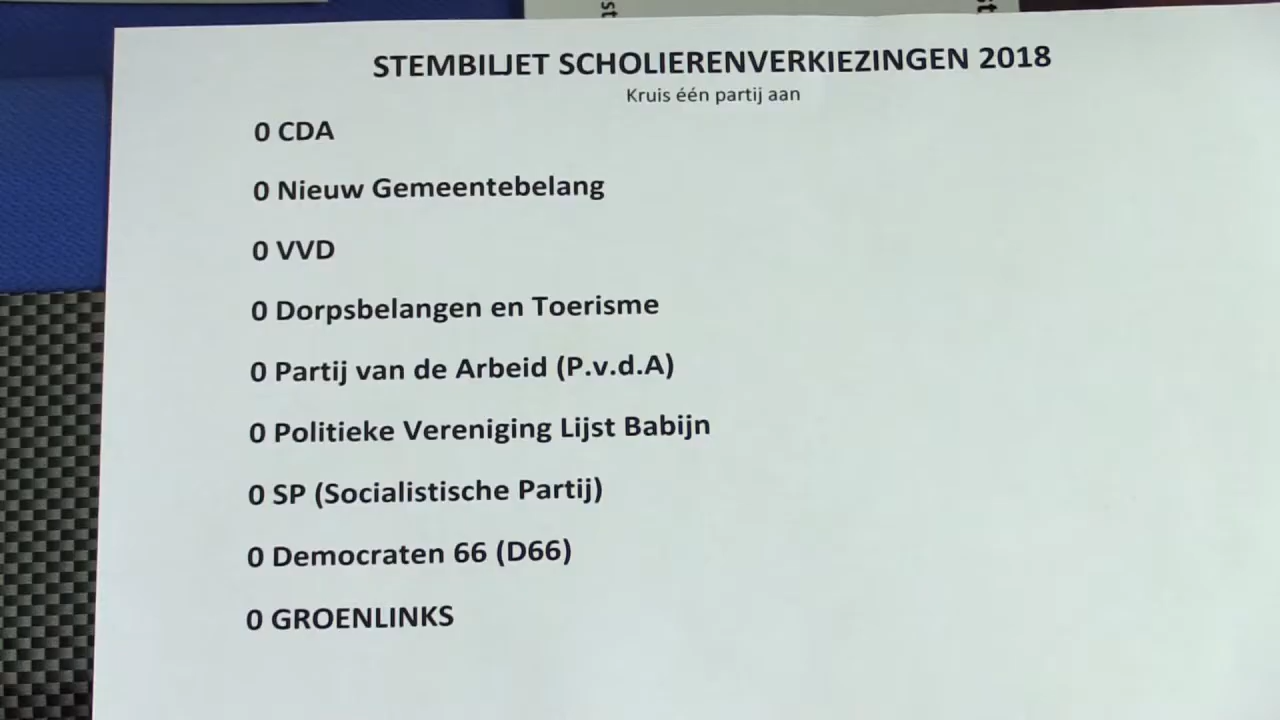 st
st
STEMBILJET SCHOLIERENVERKIEZINGEN 2018
Kruis één partij aan
0 CDA
0 Nieuw Gemeentebelang
0 VVD
0 Dorpsbelangen en Toerisme
0 Partij van de Arbeid (P.v.d.A)
0 Politieke Vereniging Lijst Babijn
0 SP (Socialistische Partij)
0 Democraten 66 (D66)
0 GROENLINKS